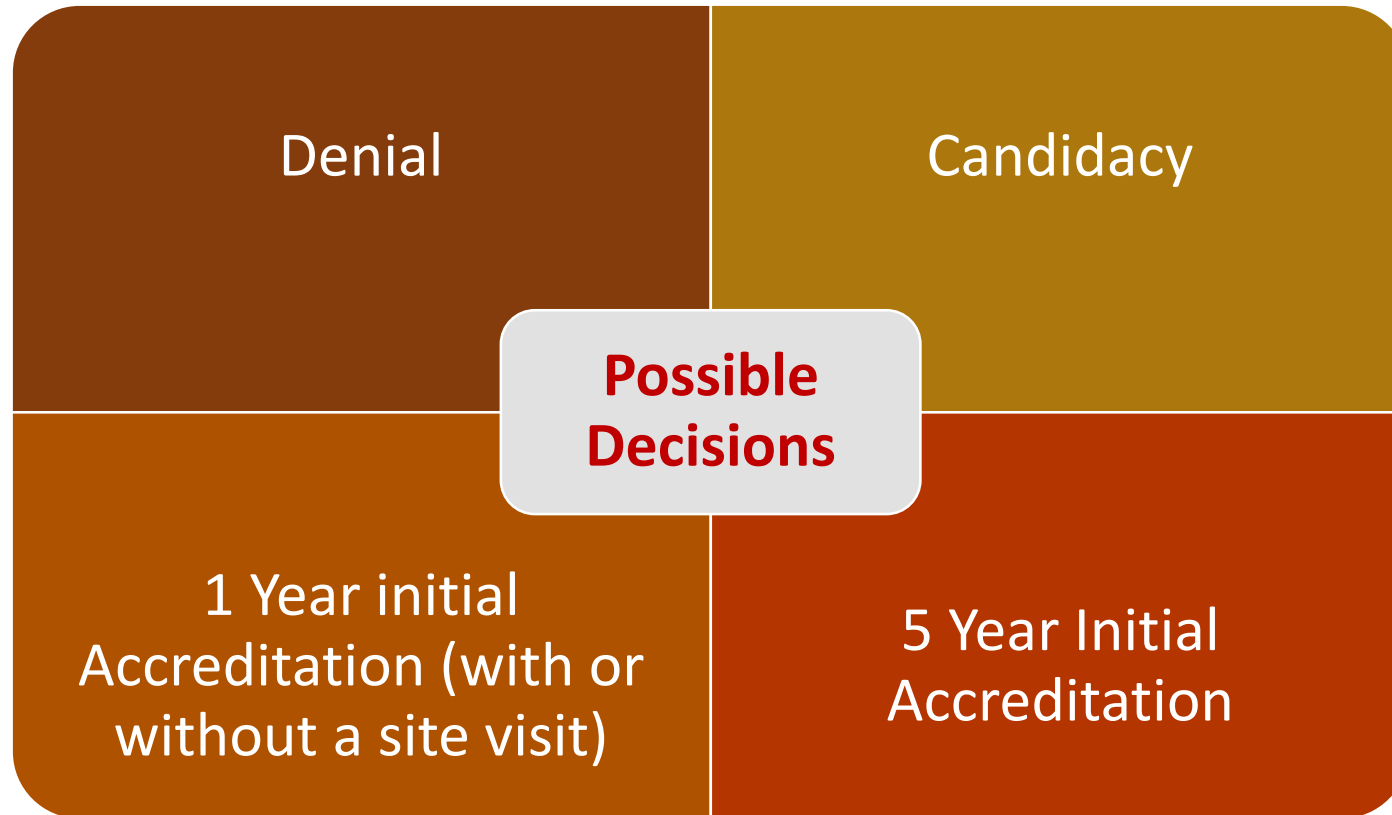 Denial
Candidacy
Possible
Decisions
1 Year initial
Accreditation (with or
without a site visit)
5 Year Initial
Accreditation